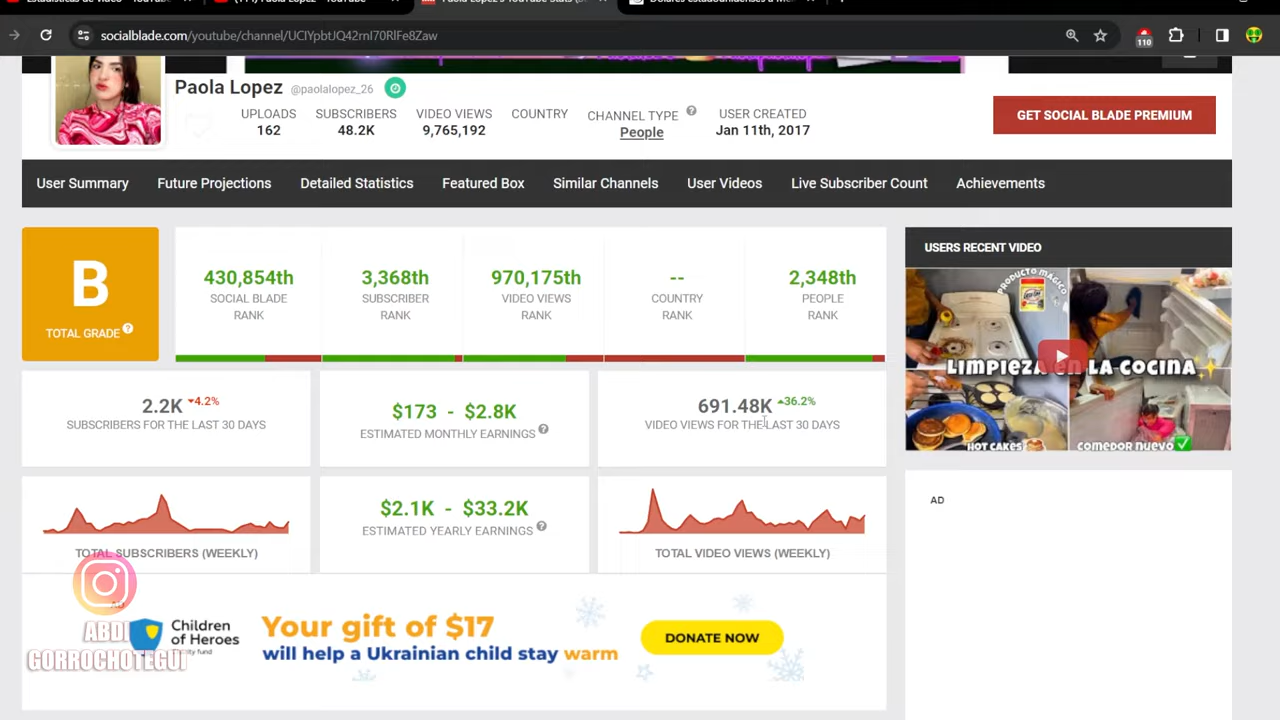 socialblade.com/youtube/channel/UCIYpbtJQ42rnI70RlFe8Zaw
110
Paola Lopez @paolalopez_26
UPLOADS
162
SUBSCRIBERS
48.2K
VIDEO VIEWS
9,765,192
COUNTRY
CHANNEL TYPE ?
People
USER CREATED
Jan 11th, 2017
GET SOCIAL BLADE PREMIUM
User Summary Future Projections Detailed Statistics Featured Box Similar Channels User Videos Live Subscriber Count Achievements
B
TOTAL GRADE ?
430,854th
SOCIAL BLADE
RANK
3,368th
SUBSCRIBER
RANK
970,175th
VIDEO VIEWS
RANK
--
COUNTRY
RANK
2,348th
PEOPLE
RANK
2.2K 4.2%
SUBSCRIBERS FOR THE LAST 30 DAYS
$173 - $2.8K
ESTIMATED MONTHLY EARNINGS ?
691.48K 36.2%
VIDEO VIEWS FOR THE LAST 30 DAYS
TOTAL SUBSCRIBERS (WEEKLY)
$2.1K - $33.2K
ESTIMATED YEARLY EARNINGS ?
TOTAL VIDEO VIEWS (WEEKLY)
USERS RECENT VIDEO
PRODUCTO MÁGICO
LIMPIEZA EN LA COCINA
HOT CAKES
COMEDOR NUEVO
AD
ABDI
GORROCHOTEGUI
Children
of Heroes
Your gift of $17
will help a Ukrainian child stay warm
DONATE NOW